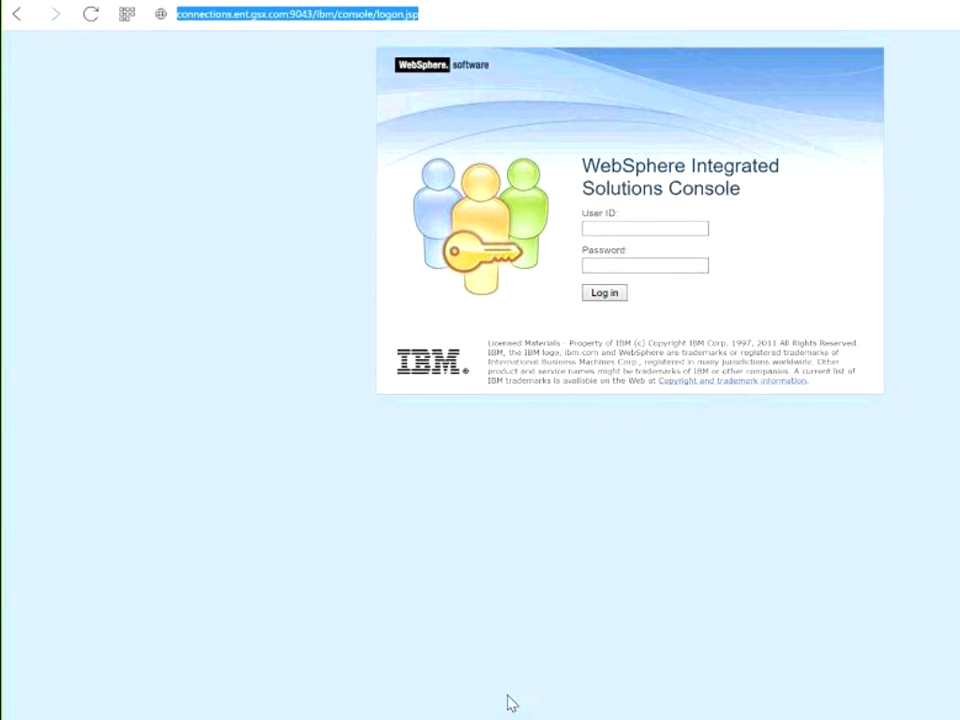 connections.ent.gsx.com:9043/ibm/console/logon.jsp
WebSphere. software
WebSphere Integrated
Solutions Console
User ID:
Password:
Log in
Licensed Materials - Property of IBM (c) Copyright IBM Corp. 1997, 2011 All Rights Reserved.
IBM, the IBM logo, ibm.com and WebSphere are trademarks or registered trademarks of
International Business Machines Corp., registered in many jurisdictions worldwide. Other
product and service names might be trademarks of IBM or other companies. A current list of
IBM trademarks is available on the Web at Copyright and trademark information.
IBM®